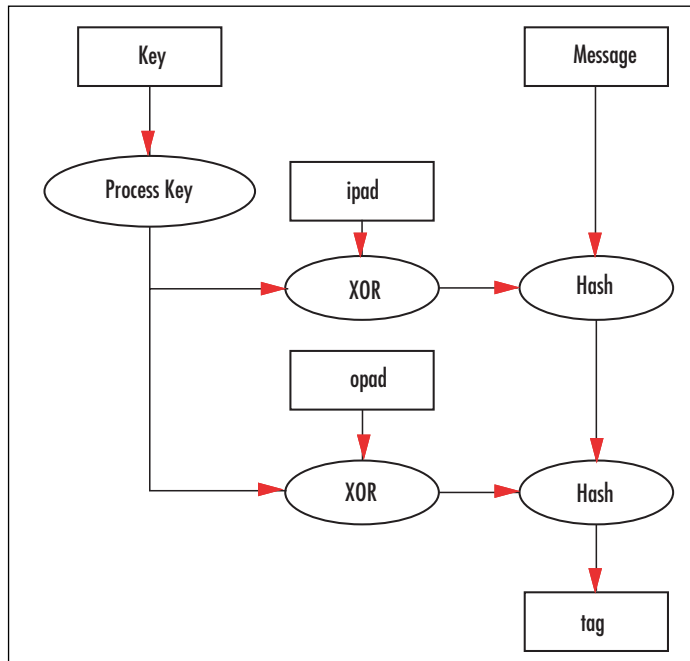 Key
Message
Process Key
ipad
XOR
Hash
opad
XOR
Hash
tag